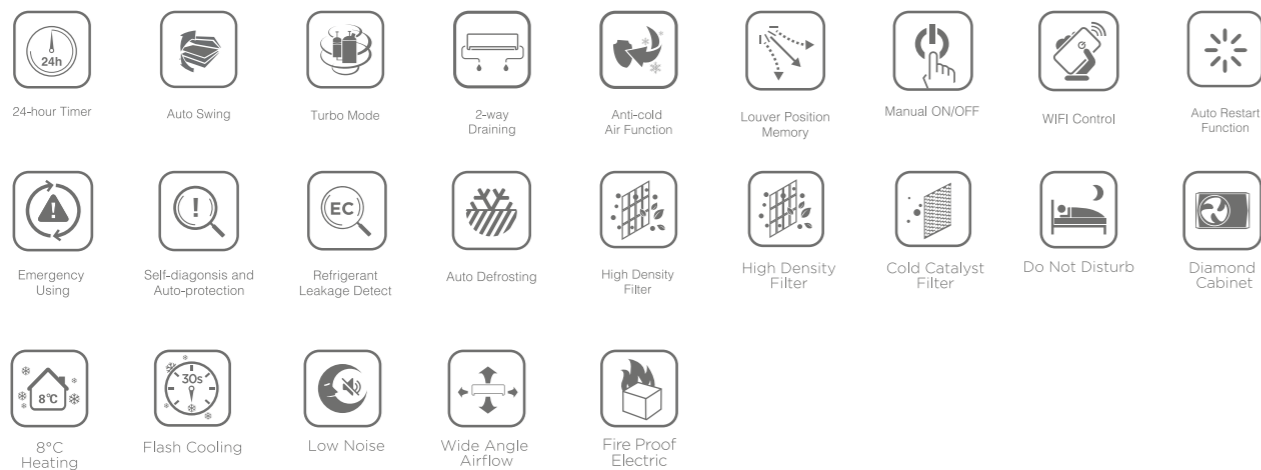 24h
24-hour Timer
Auto Swing
Turbo Mode
2-way
Draining
Anti-cold
Air Function
Louver Position
Memory
Manual ON/OFF
WIFI Control
Auto Restart
Function
Emergency
Using
!
Self-diagonsis and
Auto-protection
EC
Refrigerant
Leakage Detect
Auto Defrosting
High Density
Filter
High Density
Filter
Cold Catalyst
Filter
Do Not Disturb
Diamond
Cabinet
8°C
8°C
Heating
30s
Flash Cooling
Low Noise
Wide Angle
Airflow
Fire Proof
Electric